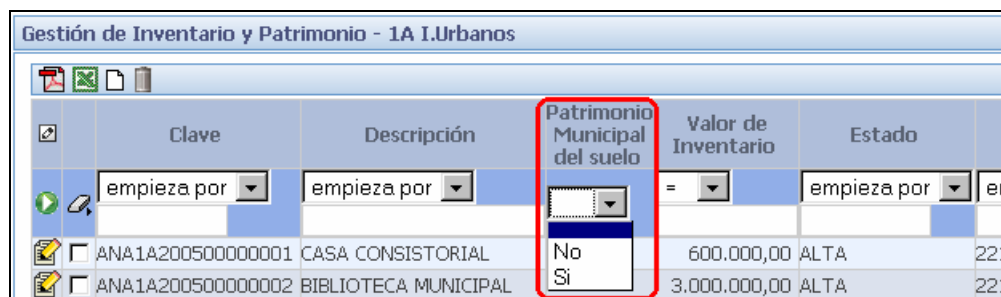 Gestión de Inventario y Patrimonio - 1A I.Urbanos
Clave Descripción Patrimonio Municipal del suelo Valor de Inventario Estado
empieza por empieza por = empieza por
No
Si
ANA1A200500000001 CASA CONSISTORIAL 600.000,00 ALTA
ANA1A200500000002 BIBLIOTECA MUNICIPAL 3.000.000,00 ALTA